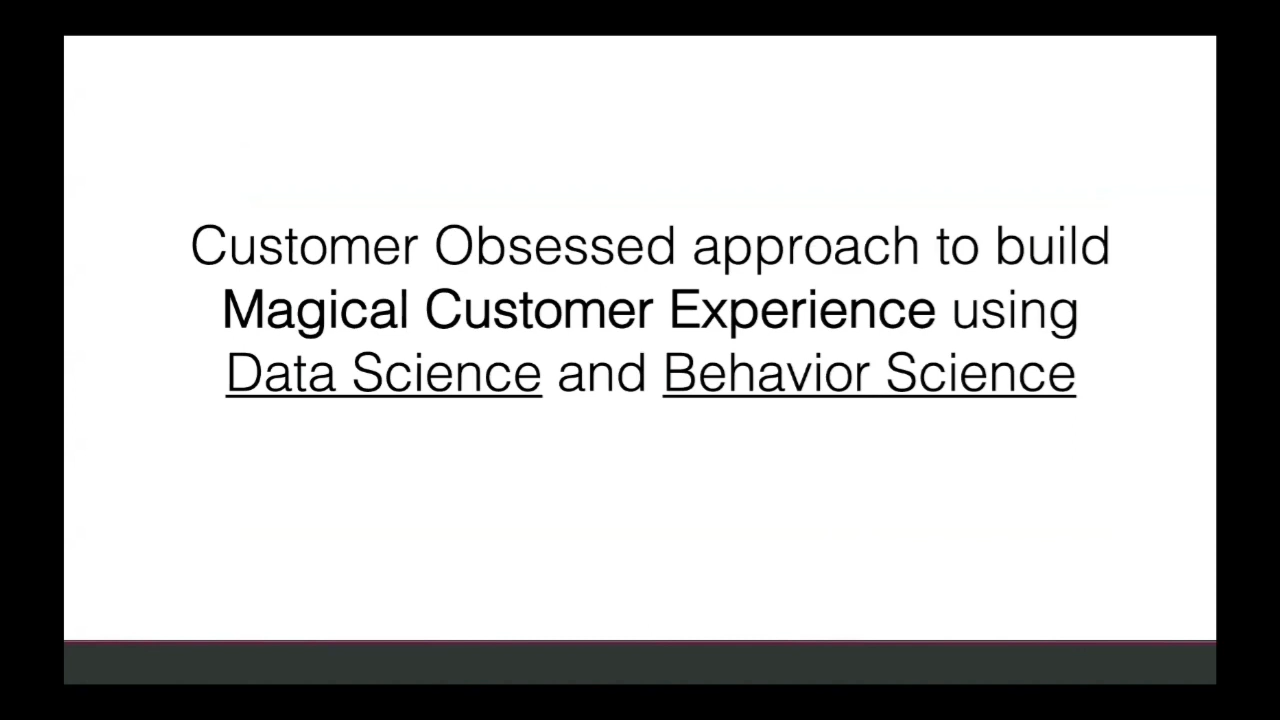 Customer Obsessed approach to build
Magical Customer Experience using
Data Science and Behavior Science